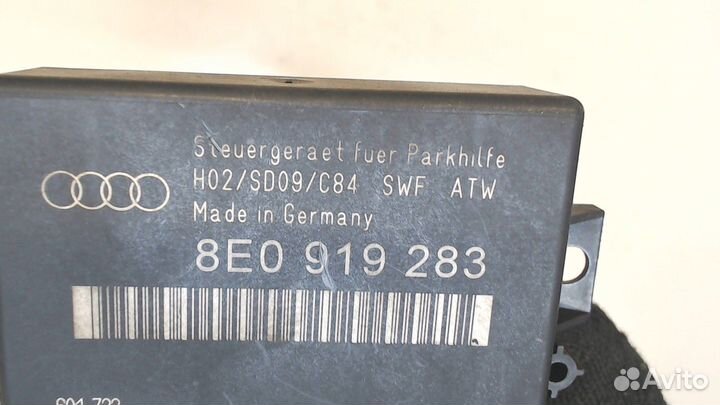 Steuergeraet fuer Parkhilfe
H02/SD09/C84 SWF ATW
Made in Germany
8E0 919 283
Avito